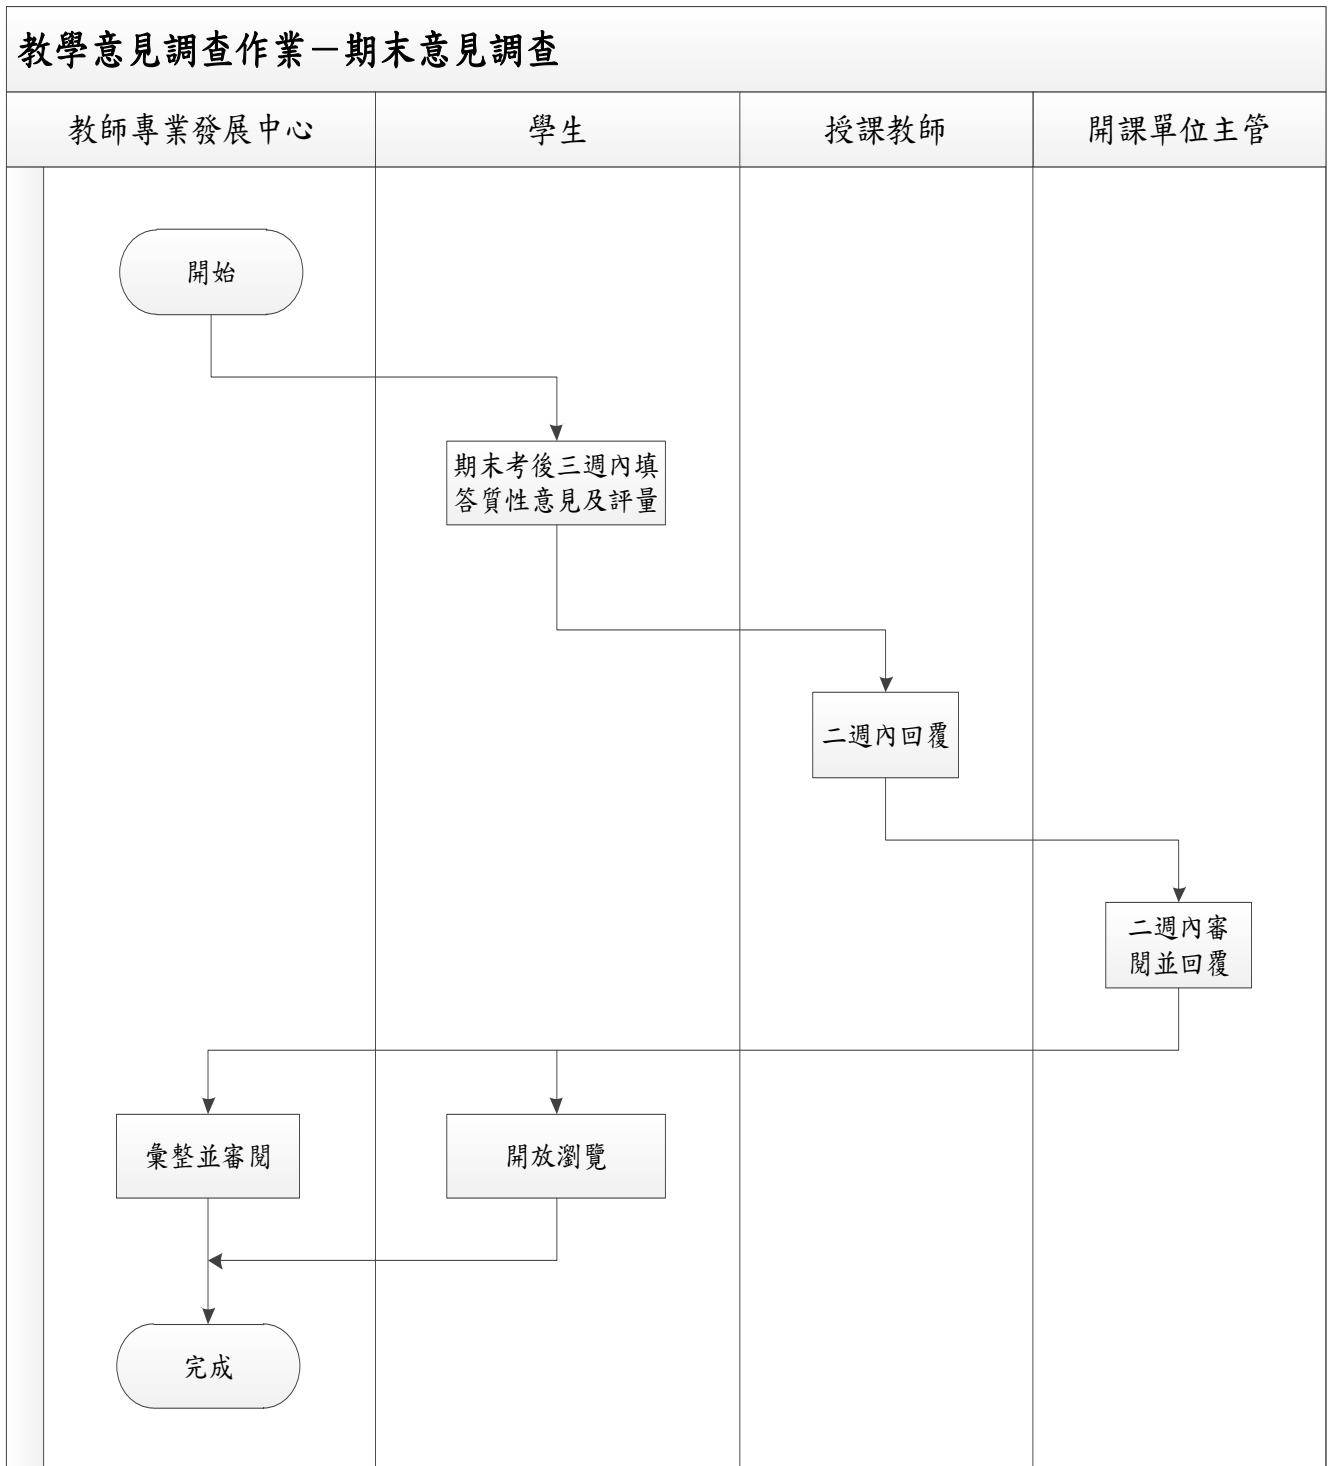 教學意見調查作業－期末意見調查
教師專業發展中心
學生
授課教師
開課單位主管
開始
期末考後三週內填
答質性意見及評量
二週內回覆
二週內審
閱並回覆
彙整並審閱
開放瀏覽
完成